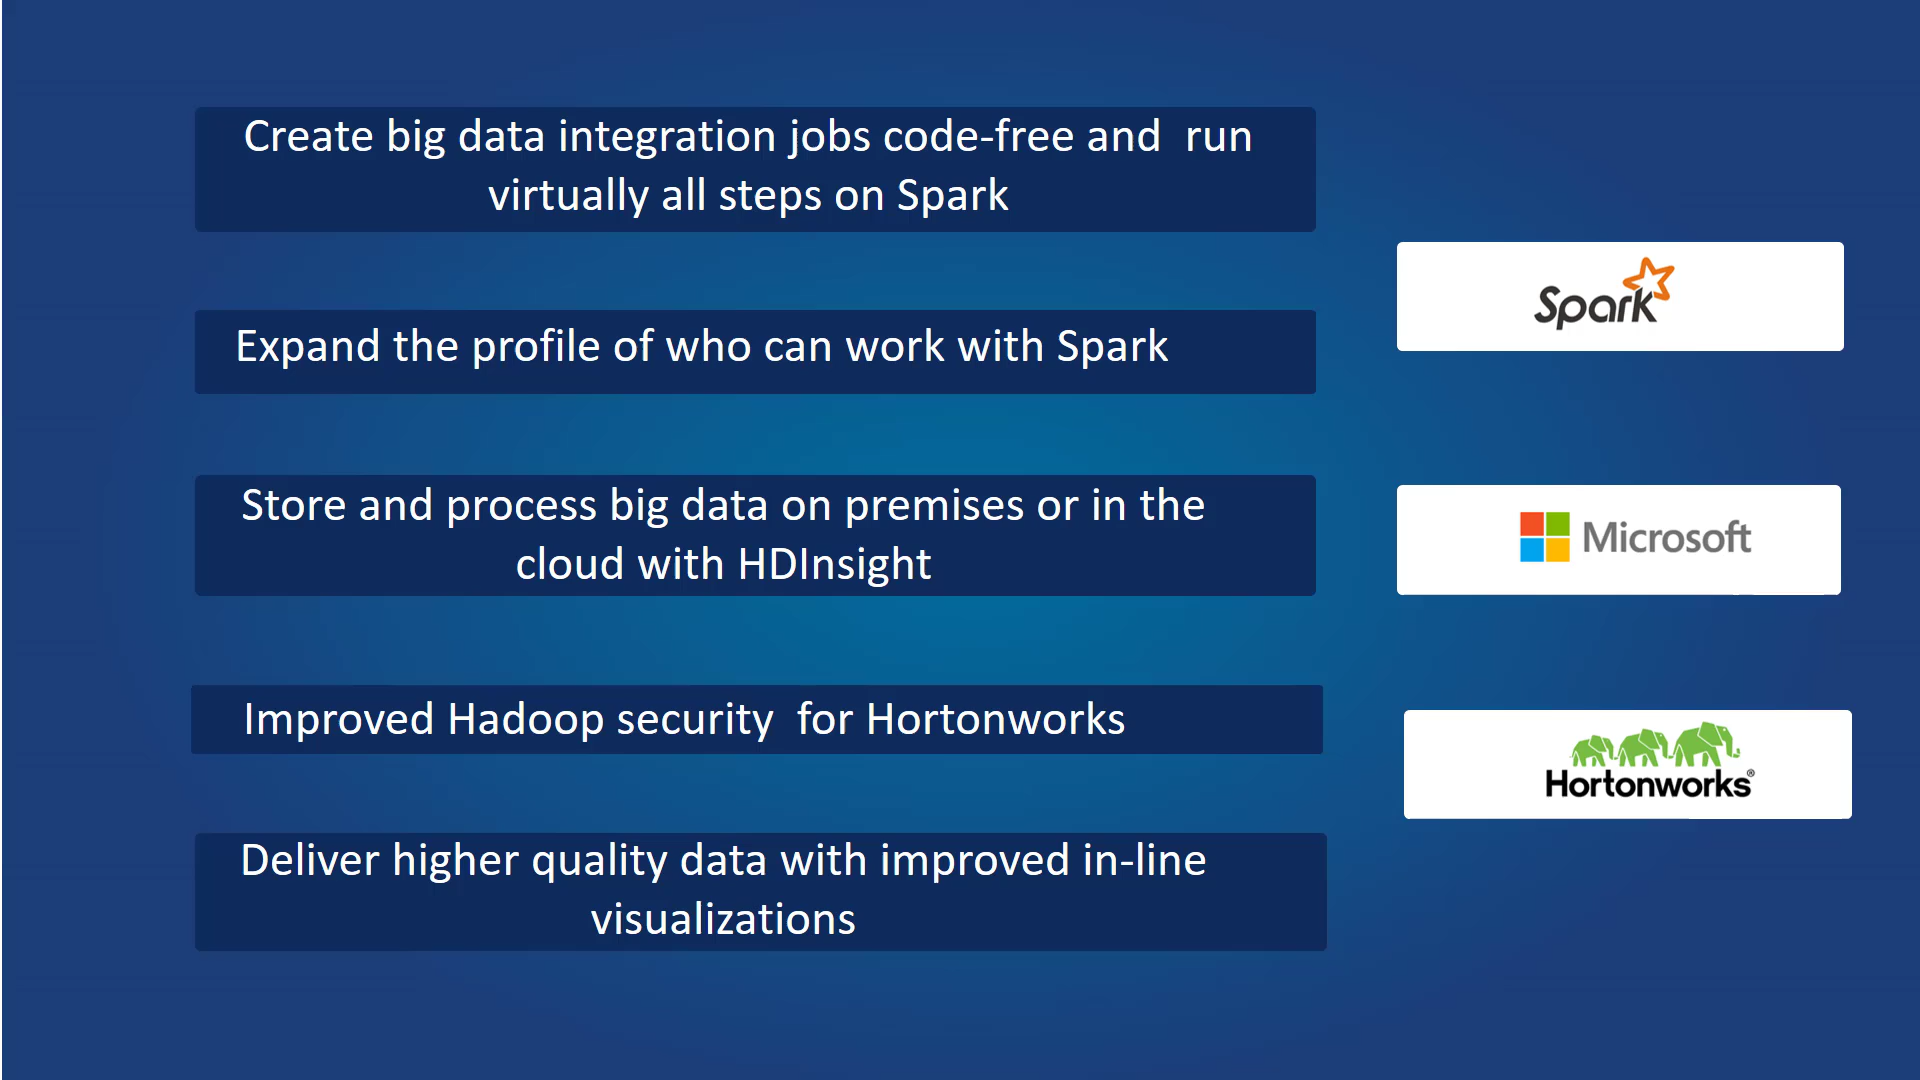 Create big data integration jobs code-free and  run
virtually all steps on Spark
Expand the profile of who can work with Spark
Store and process big data on premises or in the
cloud with HDInsight
Improved Hadoop security  for Hortonworks
Deliver higher quality data with improved in-line
visualizations
Spark
Microsoft
Hortonworks®